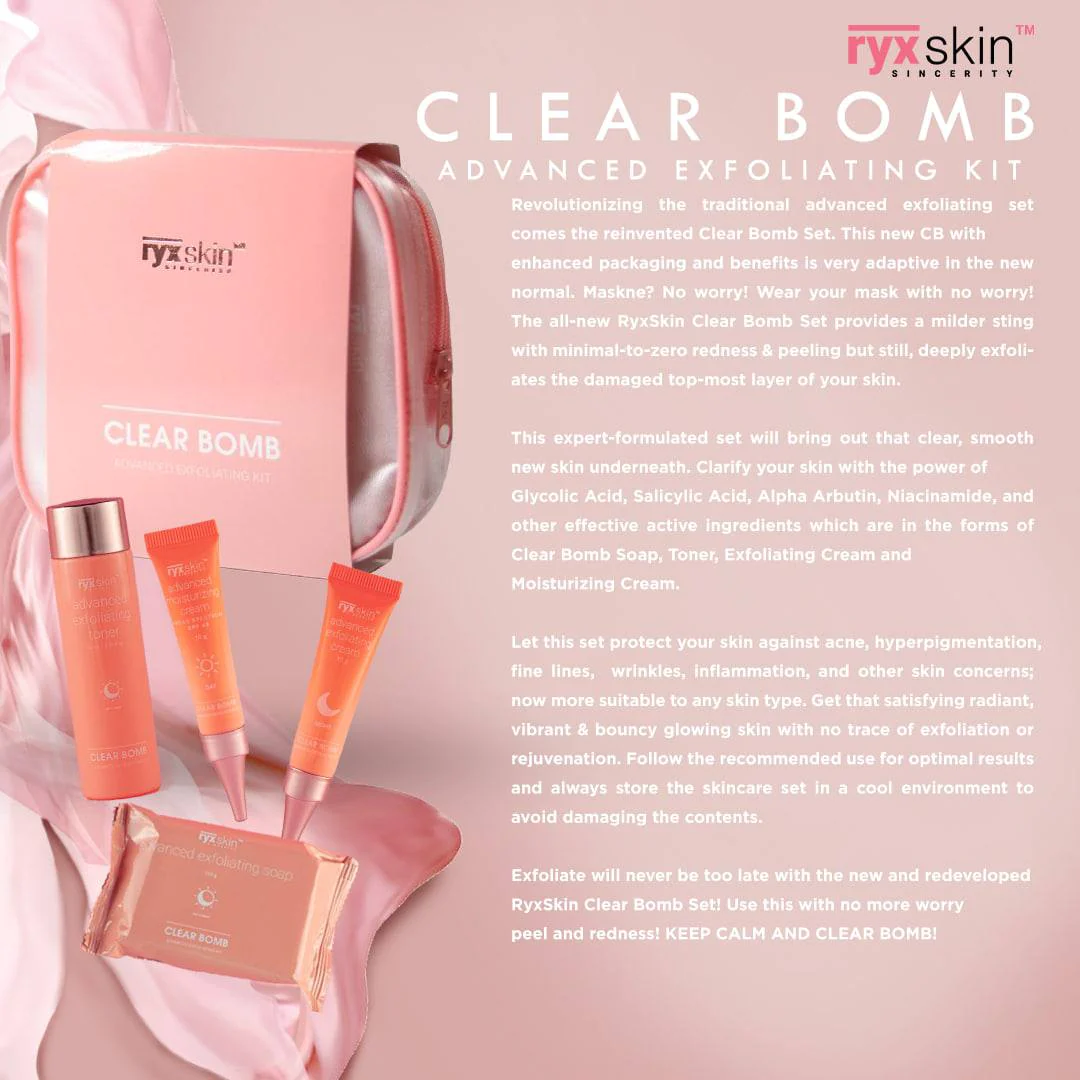 ryxskin™
SINCERITY
CLEAR BOMB
ADVANCED EXFOLIATING KIT
Revolutionizing the traditional advanced exfoliating set
comes the reinvented Clear Bomb Set. This new CB with
enhanced packaging and benefits is very adaptive in the new
normal. Maskne? No worry! Wear your mask with no worry!
The all-new RyxSkin Clear Bomb Set provides a milder sting
with minimal-to-zero redness & peeling but still, deeply exfoli-
ates the damaged top-most layer of your skin.
This expert-formulated set will bring out that clear, smooth
new skin underneath. Clarify your skin with the power of
Glycolic Acid, Salicylic Acid, Alpha Arbutin, Niacinamide, and
other effective active ingredients which are in the forms of
Clear Bomb Soap, Toner, Exfoliating Cream and
Moisturizing Cream.
Let this set protect your skin against acne, hyperpigmentation,
fine lines, wrinkles, inflammation, and other skin concerns;
now more suitable to any skin type. Get that satisfying radiant,
vibrant & bouncy glowing skin with no trace of exfoliation or
rejuvenation. Follow the recommended use for optimal results
and always store the skincare set in a cool environment to
avoid damaging the contents.
Exfoliate will never be too late with the new and redeveloped
RyxSkin Clear Bomb Set! Use this with no more worry
peel and redness! KEEP CALM AND CLEAR BOMB!
ryxskin
SINCERITY
CLEAR BOMB
ADVANCED EXFOLIATING KIT
ryxskin
advanced
exfoliating
toner
CLEAR BOMB
ryxskin
advanced
moisturizing
cream
10 g
DAY
CLEAR BOMB
ryxskin
advanced
exfoliating
cream
10 g
NIGHT
CLEAR BOMB
ryxskin
advanced exfoliating soap
CLEAR BOMB